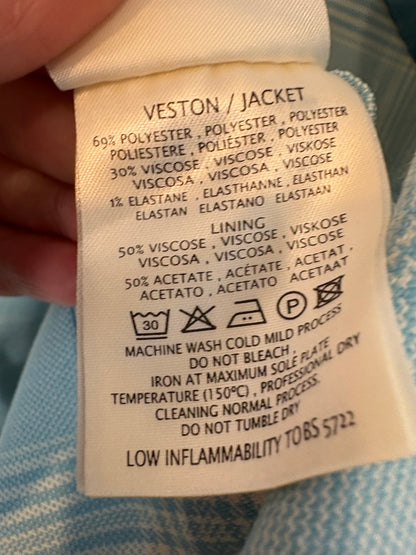 VESTON / JACKET
69% POLYESTER , POLYESTER , POLYESTER
POLIESTERE , POLIÉSTER , POLYESTER
30% VISCOSE , VISCOSE , VISKOSE
VISCOSA , VISCOSA , VISCOSE
1% ELASTANE , ELASTHANNE , ELASTHAN
ELASTAN ELASTANO ELASTAAN
LINING
50% VISCOSE , VISCOSE , VISKOSE
VISCOSA , VISCOSA , VISCOSE
50% ACETATE , ACÉTATE , ACETAT ,
ACETATO , ACETATO , ACETAAT
30 P
MACHINE WASH COLD MILD PROCESS
DO NOT BLEACH ,
IRON AT MAXIMUM SOLE PLATE
TEMPERATURE (150ºC) , PROFESSIONAL DRY
CLEANING NORMAL PROCESS.
DO NOT TUMBLE DRY
LOW INFLAMMABILITY TO BS 5722